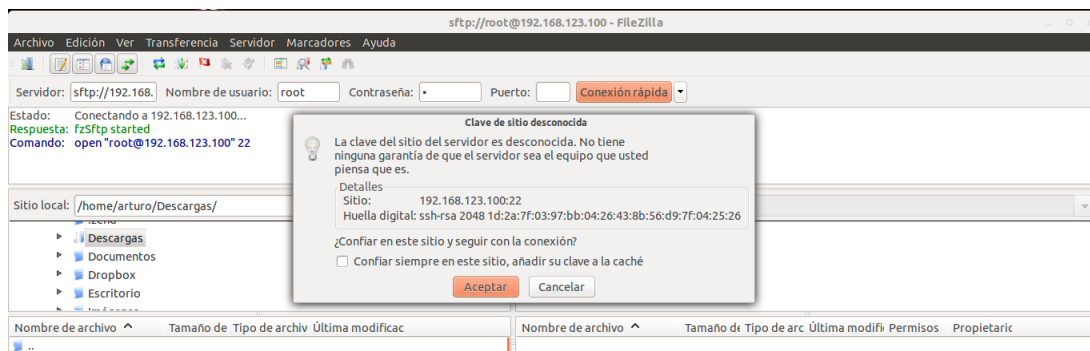 sftp://root@192.168.123.100 - FileZilla
Archivo Edición Ver Transferencia Servidor Marcadores Ayuda
Servidor: sftp://192.168. Nombre de usuario: root Contraseña: • Puerto: Conexión rápida
Estado: Conectando a 192.168.123.100...
Respuesta: fzSftp started
Comando: open "root@192.168.123.100" 22
Clave de sitio desconocida
La clave del sitio del servidor es desconocida. No tiene
ninguna garantía de que el servidor sea el equipo que usted
piensa que es.
Detalles
Sitio: 192.168.123.100:22
Huella digital: ssh-rsa 2048 1d:2a:7f:03:97:bb:04:26:43:8b:56:d9:7f:04:25:26
¿Confiar en este sitio y seguir con la conexión?
Confiar siempre en este sitio, añadir su clave a la caché
Aceptar Cancelar
Sitio local: /home/arturo/Descargas/
Descargas
Documentos
Dropbox
Escritorio
Nombre de archivo Tamaño de Tipo de archiv Última modificac
Nombre de archivo Tamaño de Tipo de arc Última modifi Permisos Propietaric
..